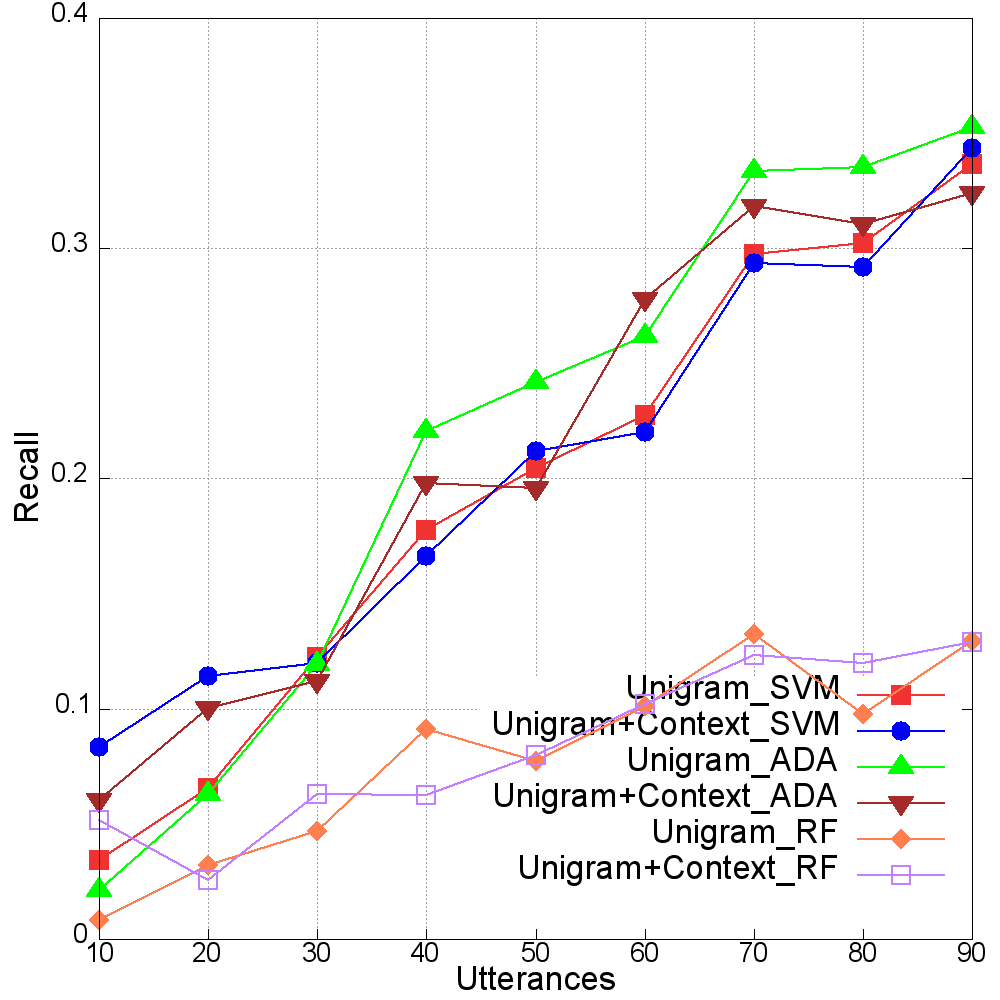 0.4
0.3
0.2
0.1
0
Recall
Unigram_SVM
Unigram+Context_SVM
Unigram_ADA
Unigram+Context_ADA
Unigram_RF
Unigram+Context_RF
10 20 30 40 50 60 70 80 90
Utterances